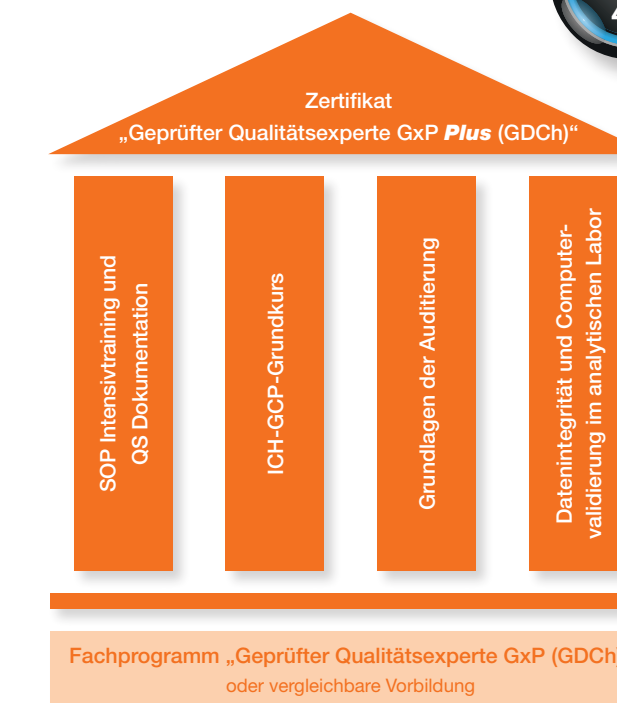 Zertifikat
„Geprüfter Qualitätsexperte GxP Plus (GDCh)“
SOP Intensivtraining und
QS Dokumentation
ICH-GCP-Grundkurs
Grundlagen der Auditierung
Datenintegrität und Computer-
validierung im analytischen Labor
Fachprogramm „Geprüfter Qualitätsexperte GxP (GDCh)
oder vergleichbare Vorbildung